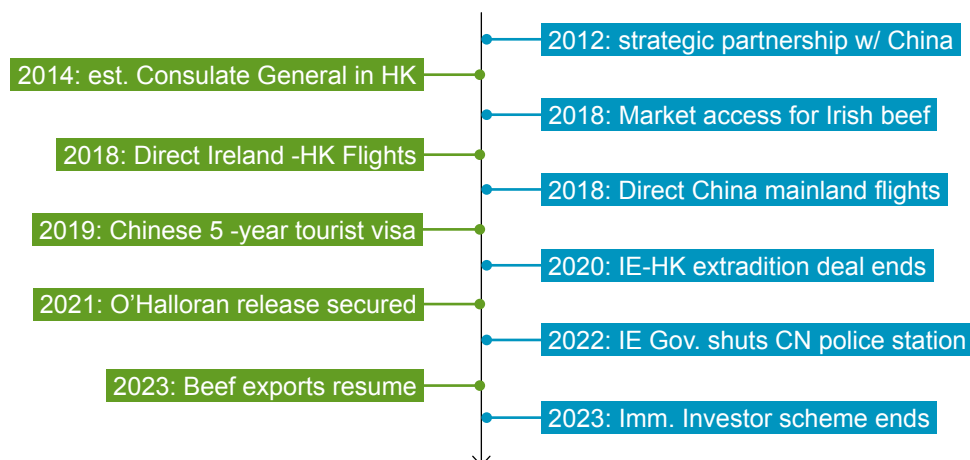 2012: strategic partnership w/ China
2014: est. Consulate General in HK
2018: Market access for Irish beef
2018: Direct Ireland -HK Flights
2018: Direct China mainland flights
2019: Chinese 5 -year tourist visa
2020: IE-HK extradition deal ends
2021: O’Halloran release secured
2022: IE Gov. shuts CN police station
2023: Beef exports resume
2023: Imm. Investor scheme ends